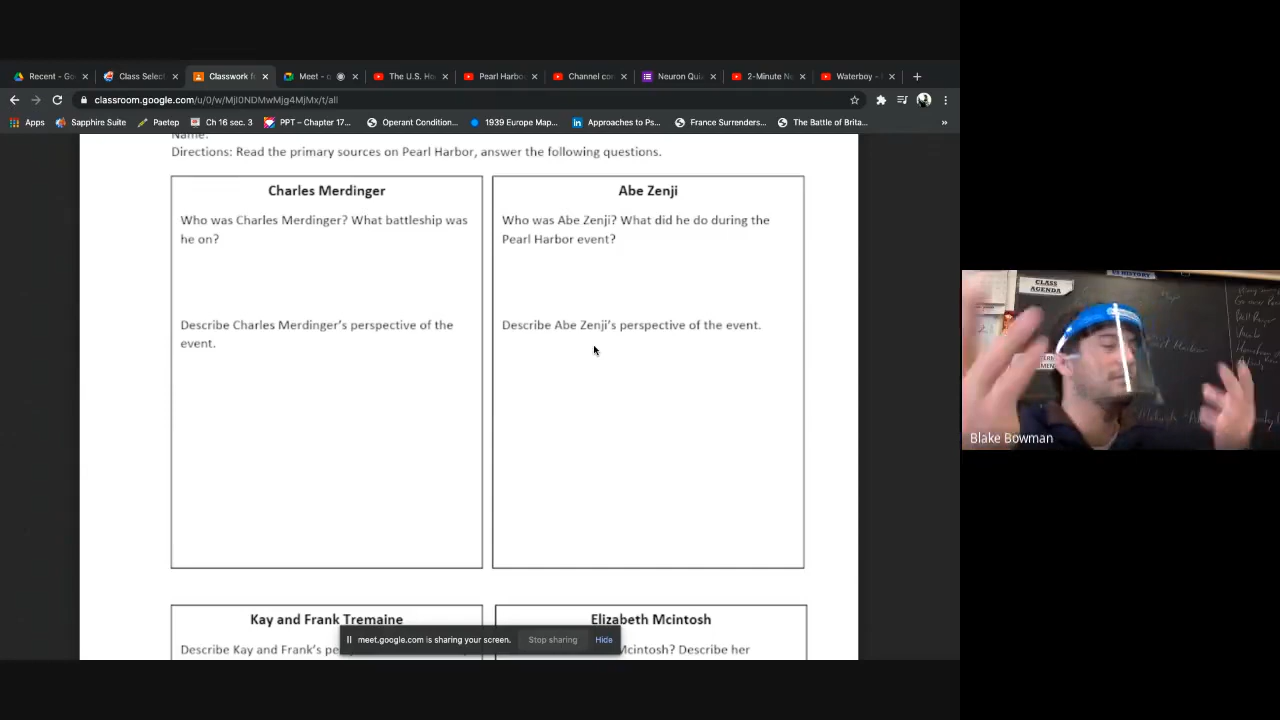 Recent - Go
Class Selec
Classwork f
Meet - a
The U.S. He
Pearl Harbo
Channel co
Neuron Qui
2-Minute N
Waterboy -
classroom.google.com/u/0/w/MjI0NDMwMjg4MjMx/t/all
Apps
Sapphire Suite
Paetep
Ch 16 sec. 3
PPT – Chapter 17...
Operant Condition...
1939 Europe Map...
Approaches to Ps...
France Surrenders...
The Battle of Brita...
Name:
Directions: Read the primary sources on Pearl Harbor, answer the following questions.
Charles Merdinger
Who was Charles Merdinger? What battleship was
he on?
Describe Charles Merdinger's perspective of the
event.
Abe Zenji
Who was Abe Zenji? What did he do during the
Pearl Harbor event?
Describe Abe Zenji's perspective of the event.
Kay and Frank Tremaine
Describe Kay and Frank's pe
Elizabeth Mcintosh
Mcintosh? Describe her
meet.google.com is sharing your screen.
Stop sharing
Hide
CLASS
AGENDA
US HISTORY
Blake Bowman